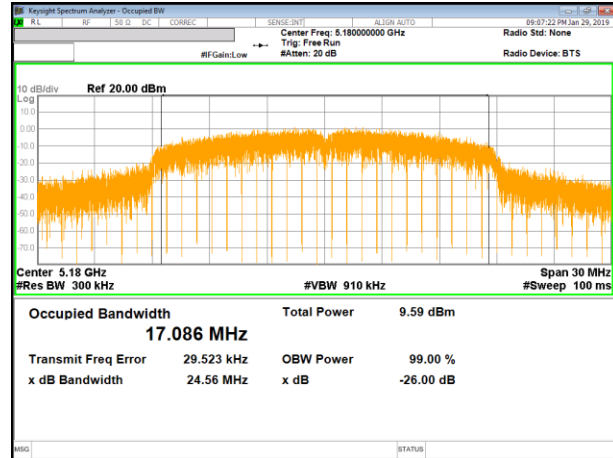 Keysight Spectrum Analyzer - Occupied BW
RL RF 50 Ω DC CORREC SENSE:INT ALIGN AUTO 09:07:22 PM Jan 29, 2019
Center Freq: 5.180000000 GHz Radio Std: None
Trig: Free Run
#IFGain:Low #Atten: 20 dB Radio Device: BTS
10 dB/div Ref 20.00 dBm
Log
10.0
0.00
-10.0
-20.0
-30.0
-40.0
-50.0
-60.0
-70.0
Center 5.18 GHz Span 30 MHz
#Res BW 300 kHz #VBW 910 kHz #Sweep 100 ms
Occupied Bandwidth Total Power 9.59 dBm
17.086 MHz
Transmit Freq Error 29.523 kHz OBW Power 99.00 %
x dB Bandwidth 24.56 MHz x dB -26.00 dB
MSG STATUS